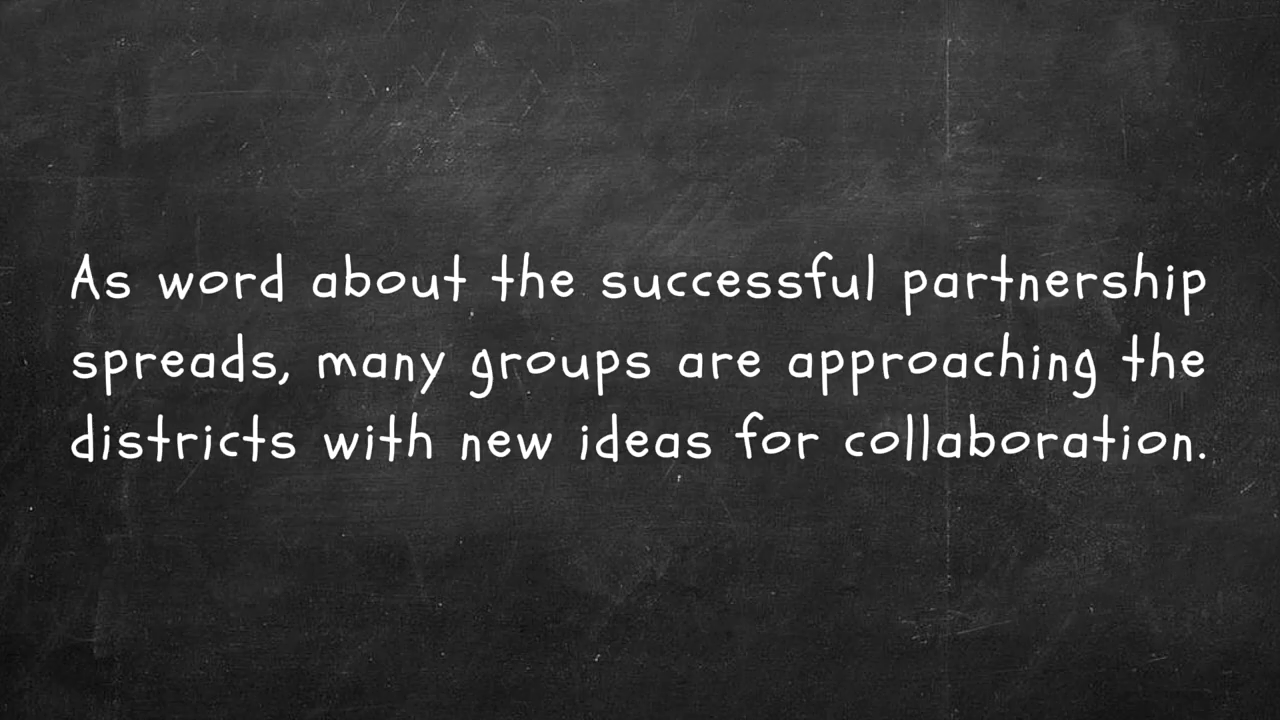 As word about the successful partnership
spreads, many groups are approaching the
districts with new ideas for collaboration.